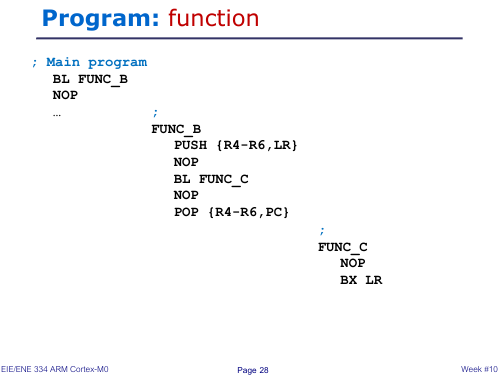 Program: function
; Main program
BL FUNC_B
NOP
… ;
FUNC_B
PUSH {R4-R6,LR}
NOP
BL FUNC_C
NOP
POP {R4-R6,PC}
;
FUNC_C
NOP
BX LR
EIE/ENE 334 ARM Cortex-M0 Page 28 Week #10